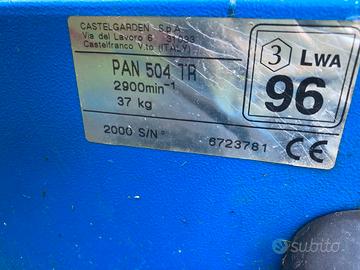 CASTELGARDEN S.p.A.
Via del Lavoro 6
Castelfranco V.to (ITALY)
PAN 504 TR
2900min⁻¹
37 kg
2000 S/N°
6723781
CE
3 LWA
96
subito